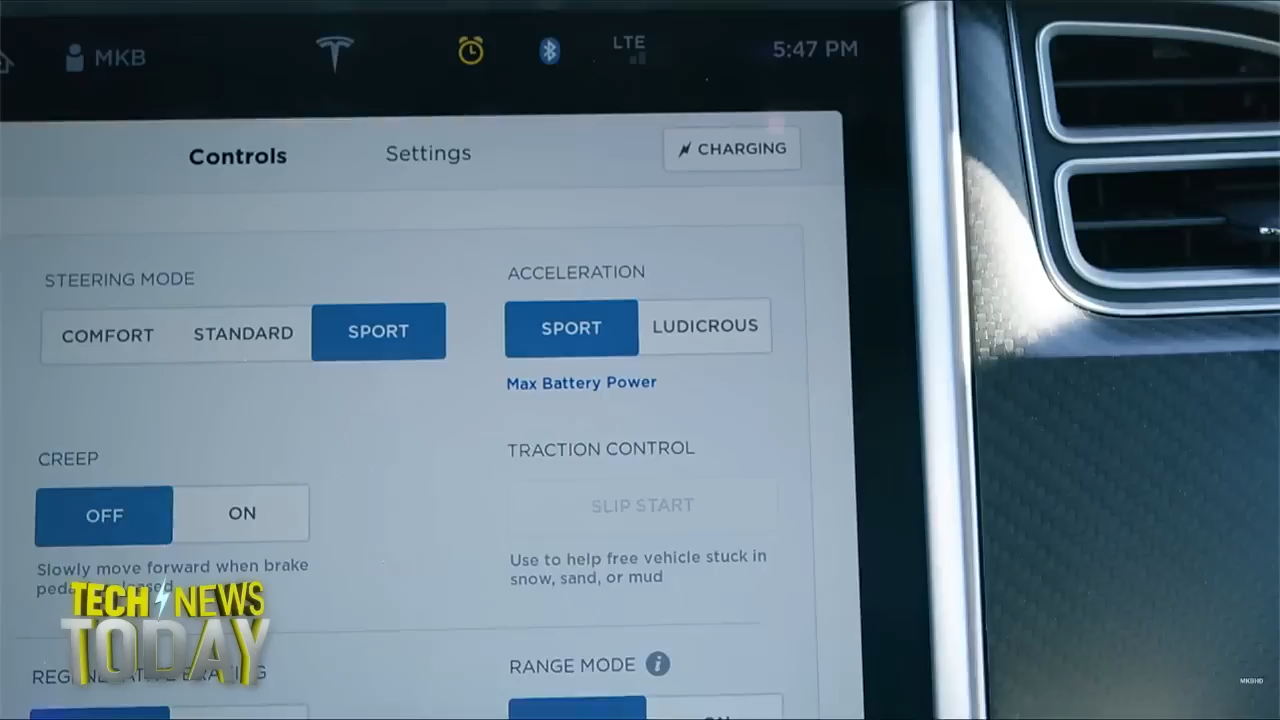 MKB
LTE
5:47 PM
Controls
Settings
CHARGING
STEERING MODE
ACCELERATION
COMFORT STANDARD SPORT
SPORT LUDICROUS
Max Battery Power
CREEP
TRACTION CONTROL
OFF ON
SLIP START
Slowly move forward when brake
Use to help free vehicle stuck in
snow, sand, or mud
TECH NEWS
TODAY
RANGE MODE
MKBHD